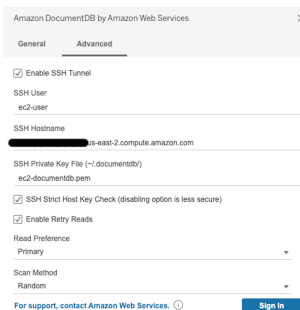 Amazon DocumentDB by Amazon Web Services
General Advanced
Enable SSH Tunnel
SSH User
ec2-user
SSH Hostname
us-east-2.compute.amazon.com
SSH Private Key File (~/.documentdb/)
ec2-documentdb.pem
SSH Strict Host Key Check (disabling option is less secure)
Enable Retry Reads
Read Preference
Primary
Scan Method
Random
For support, contact Amazon Web Services. Sign In